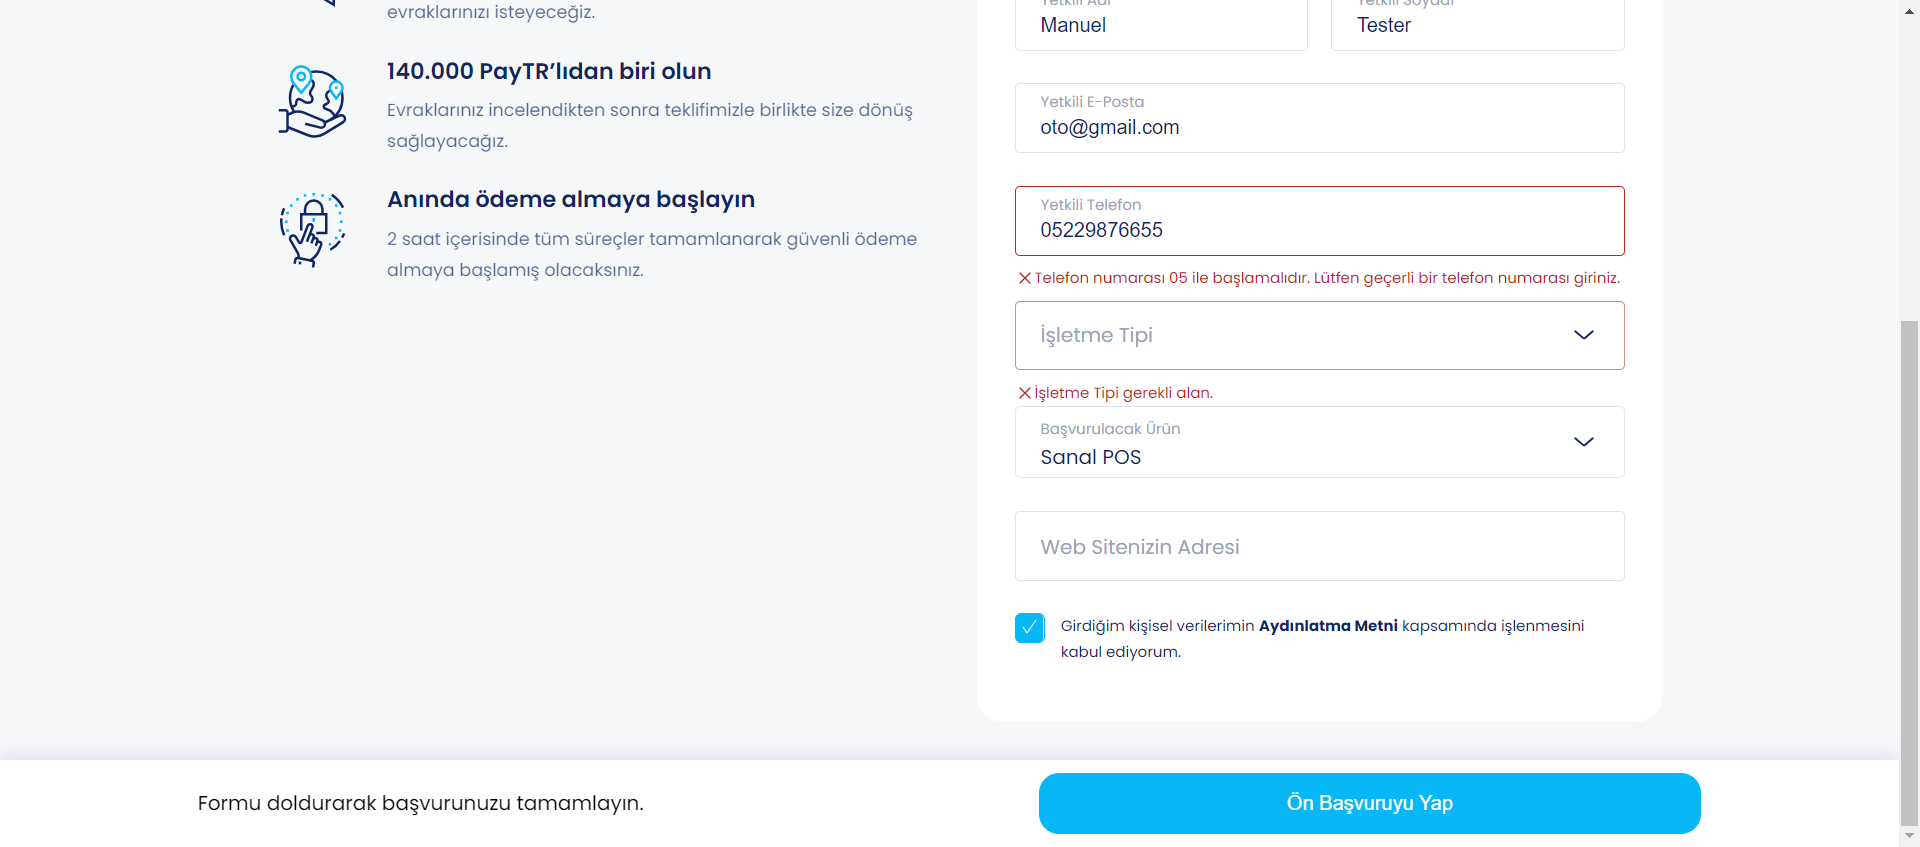 evraklarınızı isteyeceğiz.
140.000 PayTR’lıdan biri olun
Evraklarınız incelendikten sonra teklifimizle birlikte size dönüş
sağlayacağız.
Anında ödeme almaya başlayın
2 saat içerisinde tüm süreçler tamamlanarak güvenli ödeme
almaya başlamış olacaksınız.
Yetkili Adı
Manuel
Yetkili Soyadı
Tester
Yetkili E-Posta
oto@gmail.com
Yetkili Telefon
05229876655
Telefon numarası 05 ile başlamalıdır. Lütfen geçerli bir telefon numarası giriniz.
İşletme Tipi
İşletme Tipi gerekli alan.
Başvurulacak Ürün
Sanal POS
Web Sitenizin Adresi
Girdiğim kişisel verilerimin Aydınlatma Metni kapsamında işlenmesini
kabul ediyorum.
Formu doldurarak başvurunuzu tamamlayın.
Ön Başvuruyu Yap